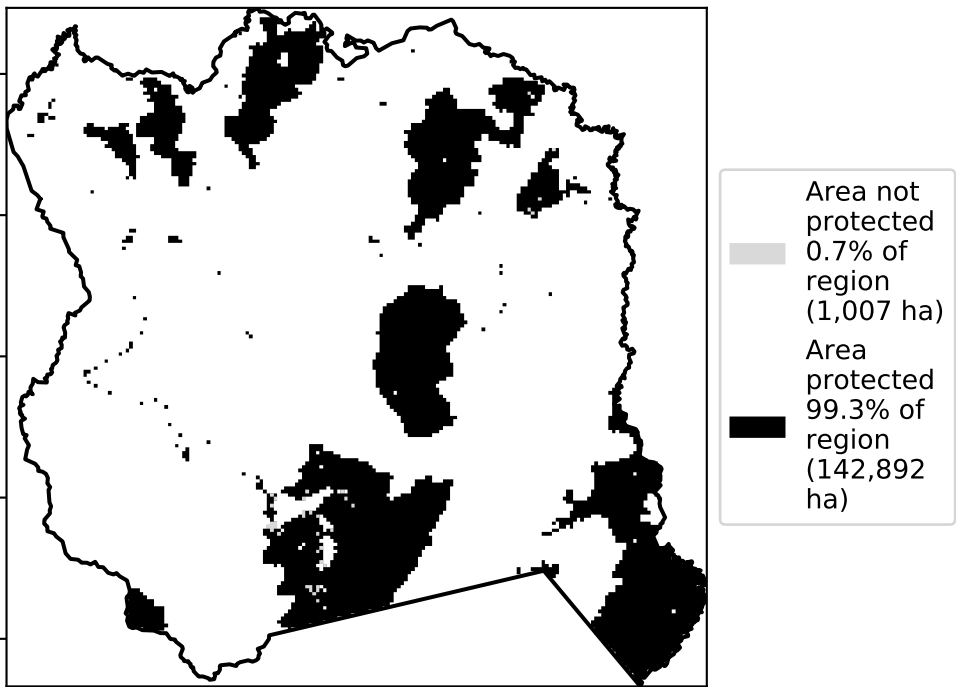 Area not
protected
0.7% of
region
(1,007 ha)
Area
protected
99.3% of
region
(142,892
ha)